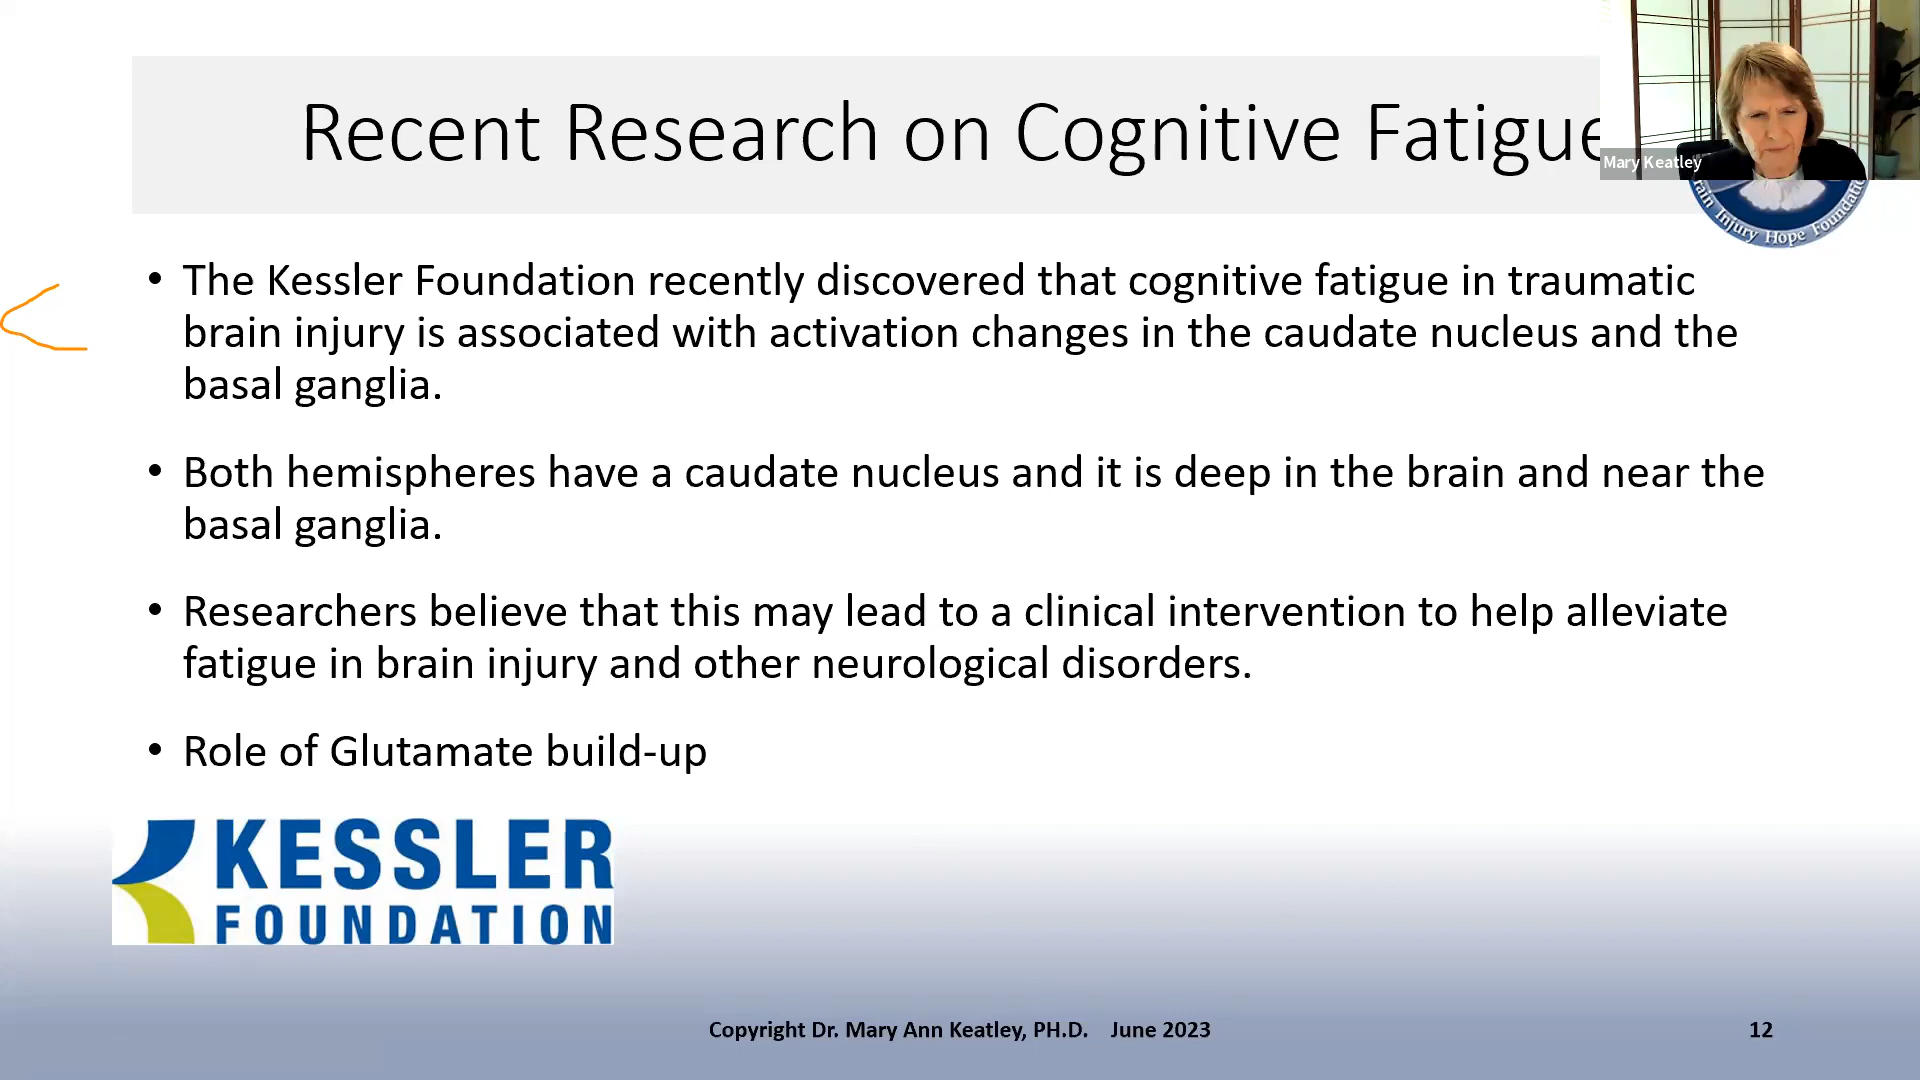 Recent Research on Cognitive Fatigue
Mary Keatley
Brain Injury Hope Foundation
• The Kessler Foundation recently discovered that cognitive fatigue in traumatic
brain injury is associated with activation changes in the caudate nucleus and the
basal ganglia.
• Both hemispheres have a caudate nucleus and it is deep in the brain and near the
basal ganglia.
• Researchers believe that this may lead to a clinical intervention to help alleviate
fatigue in brain injury and other neurological disorders.
• Role of Glutamate build-up
KESSLER
FOUNDATION
Copyright Dr. Mary Ann Keatley, PH.D. June 2023
12